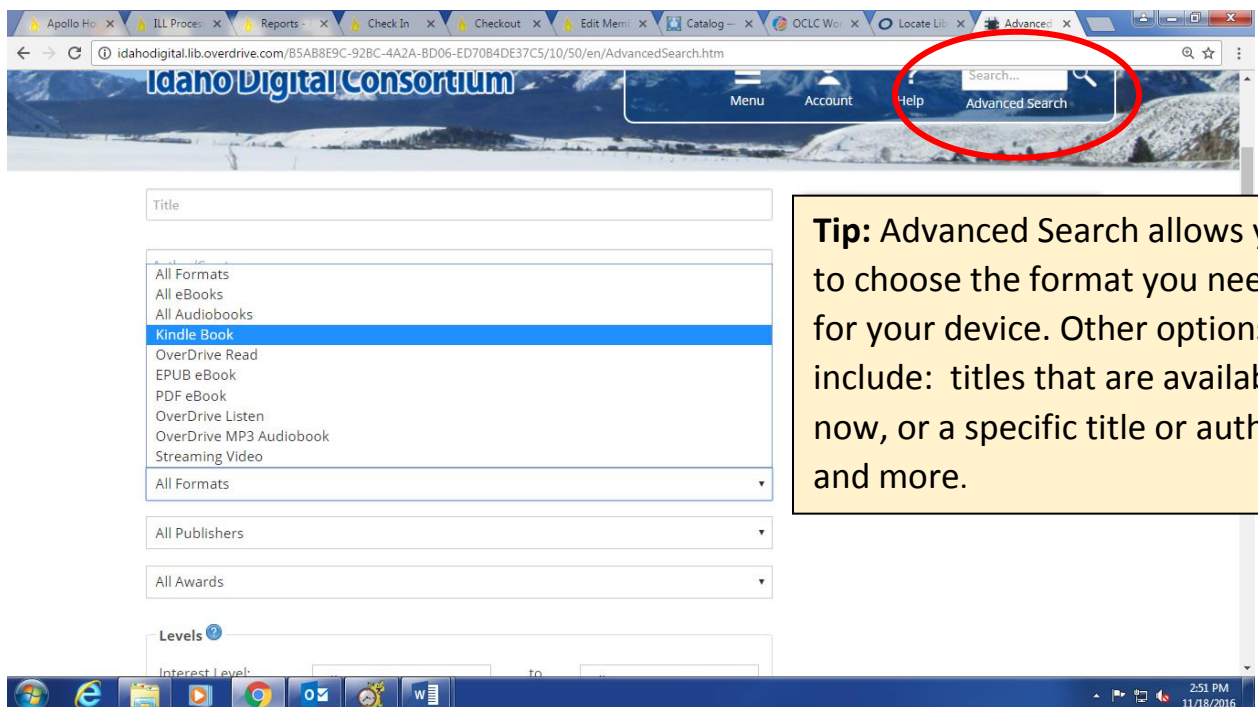 Apollo Ho
ILL Proces
Reports -
Check In
Checkout
Edit Mem
Catalog —
OCLC Wor
Locate Lib
Advanced
idahodigital.lib.overdrive.com/B5AB8E9C-92BC-4A2A-BD06-ED70B4DE37C5/10/50/en/AdvancedSearch.htm
Idaho Digital Consortium
Menu
Account
Help
Search...
Advanced Search
Title
All Formats
All eBooks
All Audiobooks
Kindle Book
OverDrive Read
EPUB eBook
PDF eBook
OverDrive Listen
OverDrive MP3 Audiobook
Streaming Video
All Formats
All Publishers
All Awards
Levels
Interest Level:
to
Tip: Advanced Search allows y
to choose the format you nee
for your device. Other option
include: titles that are availab
now, or a specific title or auth
and more.
2:51 PM
11/18/2016